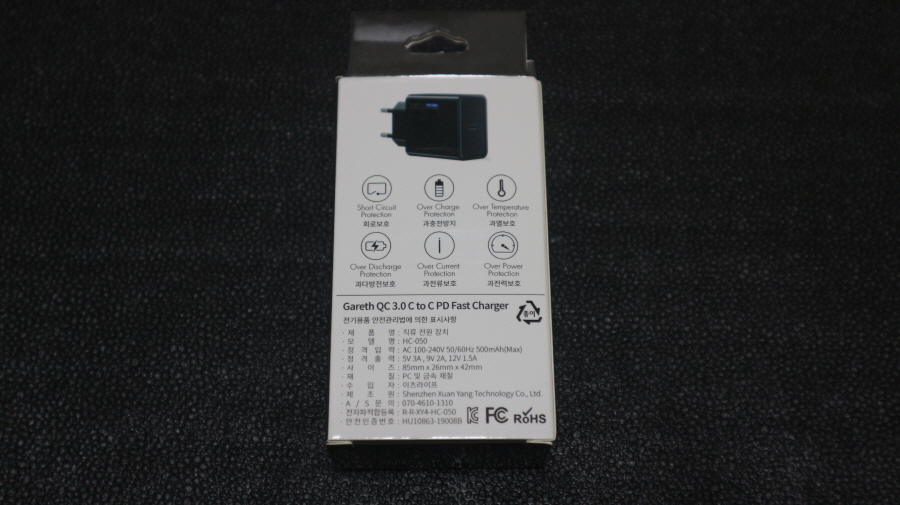 Short Circuit Protection
회로보호
Over Charge Protection
과충전방지
Over Temperature Protection
과열보호
Over Discharge Protection
과다방전보호
Over Current Protection
과전류보호
Over Power Protection
과전력보호
Gareth QC 3.0 C to C PD Fast Charger
전기용품 안전관리법에 의한 표시사항
종이
· 제품명 : 직류 전원 장치
· 모델명 : HC-050
· 정격입력 : AC 100-240V 50/60Hz 500mAh(Max)
· 정격출력 : 5V 3A , 9V 2A, 12V 1.5A
· 사이즈 : 85mm x 26mm x 42mm
· 재질 : PC 및 금속 재질
· 수입자 : 이츠라이프
· 제조원 : Shenzhen Xuan Yang Technology Co., Ltd.
· A/S문의 : 070-4610-1310
· 전자파적합등록 : R-R-XY4-HC-050
· 안전인증번호 : HU10863-19008B
FC RoHS